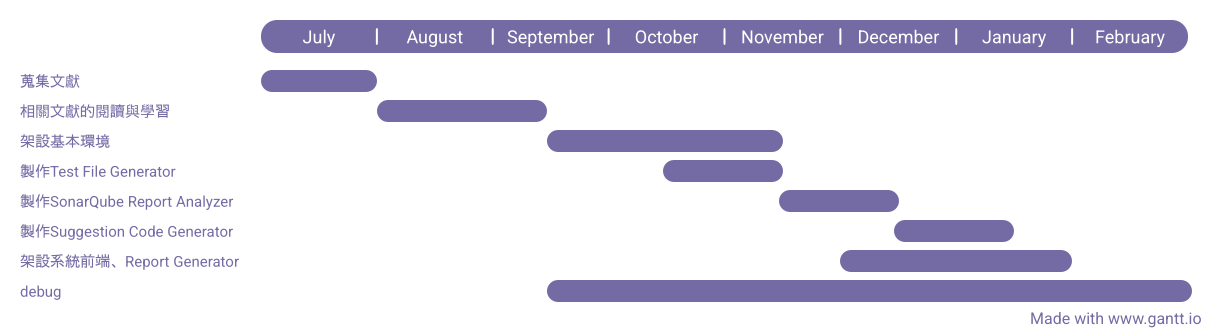 July | August | September | October | November | December | January | February
蒐集文獻
相關文獻的閱讀與學習
架設基本環境
製作Test File Generator
製作SonarQube Report Analyzer
製作Suggestion Code Generator
架設系統前端、Report Generator
debug
Made with www.gantt.io